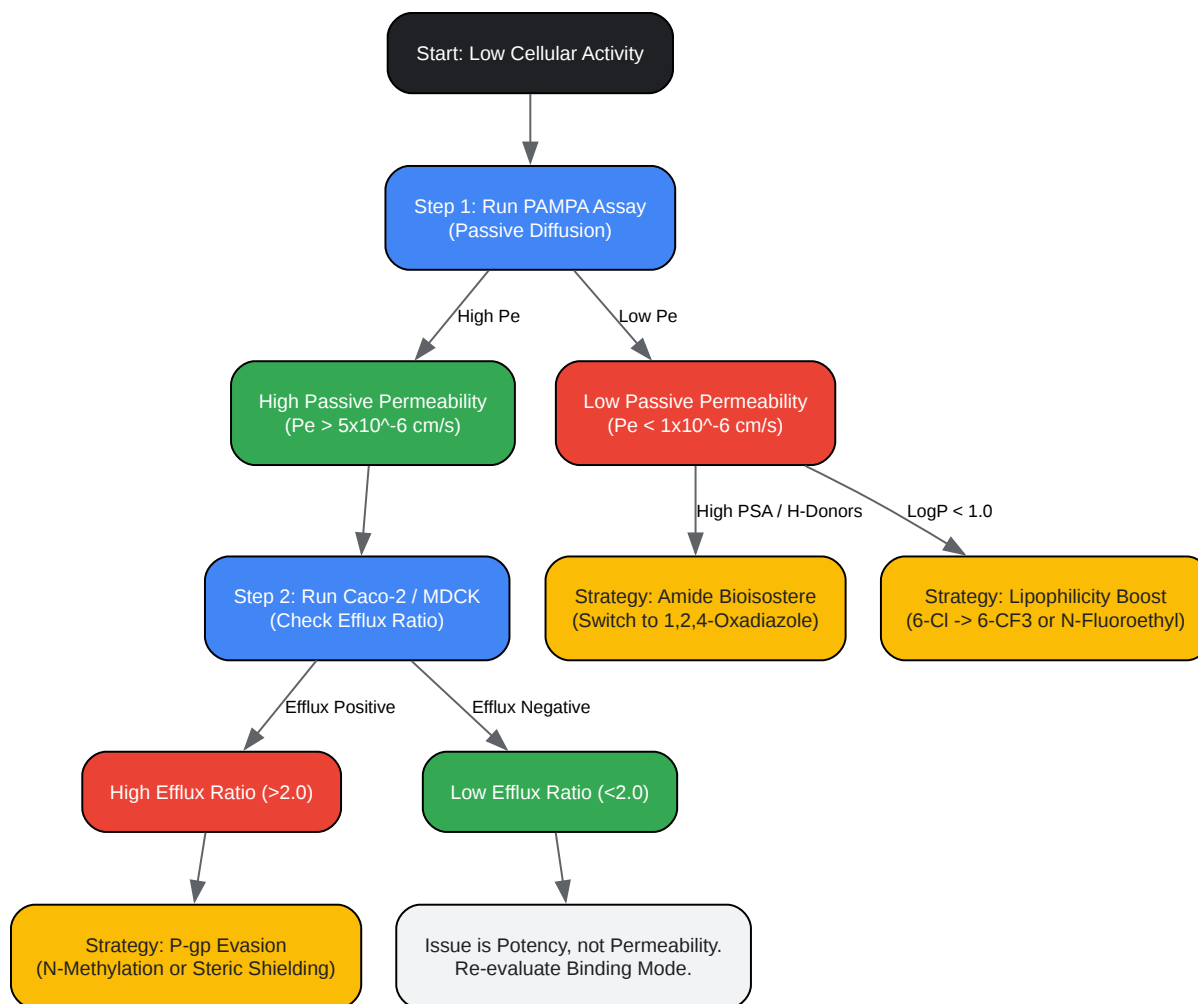 Start: Low Cellular Activity
Step 1: Run PAMPA Assay
(Passive Diffusion)
High Pe
Low Pe
High Passive Permeability
(Pe > 5x10^-6 cm/s)
Low Passive Permeability
(Pe < 1x10^-6 cm/s)
High PSA / H-Donors
LogP < 1.0
Step 2: Run Caco-2 / MDCK
(Check Efflux Ratio)
Strategy: Amide Bioisostere
(Switch to 1,2,4-Oxadiazole)
Strategy: Lipophilicity Boost
(6-Cl -> 6-CF3 or N-Fluoroethyl)
Efflux Positive
Efflux Negative
High Efflux Ratio (>2.0)
Low Efflux Ratio (<2.0)
Strategy: P-gp Evasion
(N-Methylation or Steric Shielding)
Issue is Potency, not Permeability.
Re-evaluate Binding Mode.